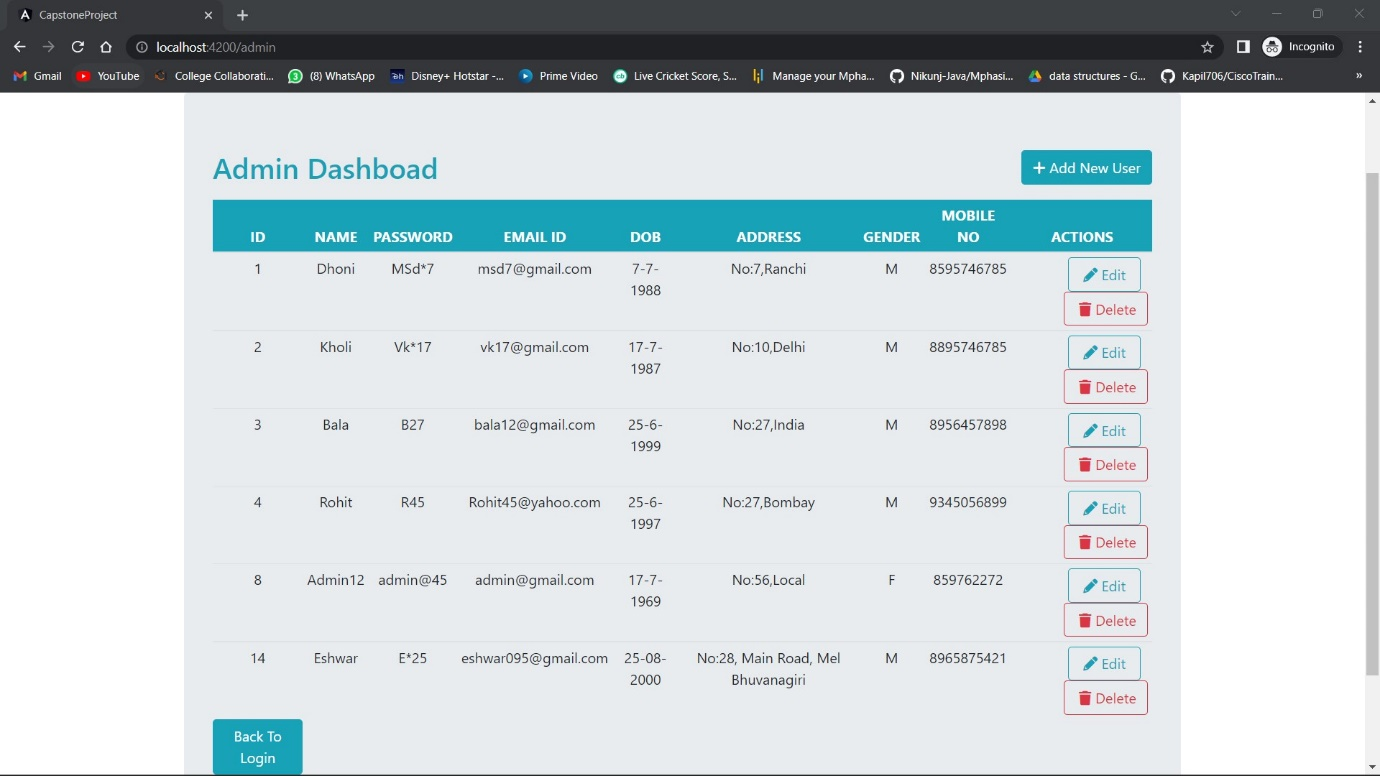 CapstoneProject
localhost:4200/admin
Incognito
Gmail YouTube College Collaborati... (8) WhatsApp Disney+ Hotstar -... Prime Video Live Cricket Score, S... Manage your Mpha... Nikunj-Java/Mphasi... data structures - G... Kapil706/CiscoTrain... »
Admin Dashboad
+ Add New User
ID NAME PASSWORD EMAIL ID DOB ADDRESS GENDER MOBILE NO ACTIONS
1 Dhoni MSd*7 msd7@gmail.com 7-7-1988 No:7,Ranchi M 8595746785 Edit
Delete
2 Kholi Vk*17 vk17@gmail.com 17-7-1987 No:10,Delhi M 8895746785 Edit
Delete
3 Bala B27 bala12@gmail.com 25-6-1999 No:27,India M 8956457898 Edit
Delete
4 Rohit R45 Rohit45@yahoo.com 25-6-1997 No:27,Bombay M 9345056899 Edit
Delete
8 Admin12 admin@45 admin@gmail.com 17-7-1969 No:56,Local F 859762272 Edit
Delete
14 Eshwar E*25 eshwar095@gmail.com 25-08-2000 No:28, Main Road, Mel Bhuvanagiri M 8965875421 Edit
Delete
Back To
Login